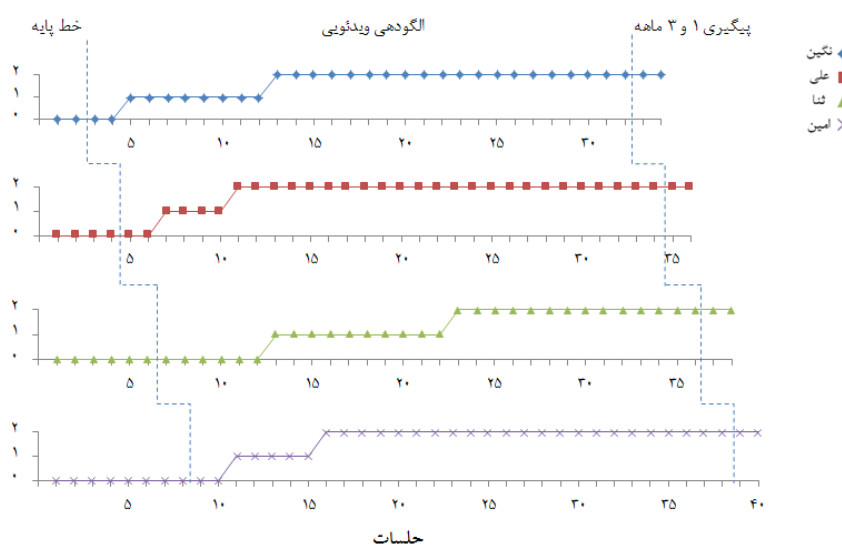 خط پایه
الگودهی ویدئویی
پیگیری ۱ و ۳ ماهه
نگین
علی
ثنا
امین
۲
۱
۰
۵ ۱۰ ۱۵ ۲۰ ۲۵ ۳۰
۲
۱
۰
۵ ۱۰ ۱۵ ۲۰ ۲۵ ۳۰ ۳۵
۲
۱
۰
۵ ۱۰ ۱۵ ۲۰ ۲۵ ۳۰ ۳۵
۲
۱
۰
۵ ۱۰ ۱۵ ۲۰ ۲۵ ۳۰ ۳۵ ۴۰
جلسات